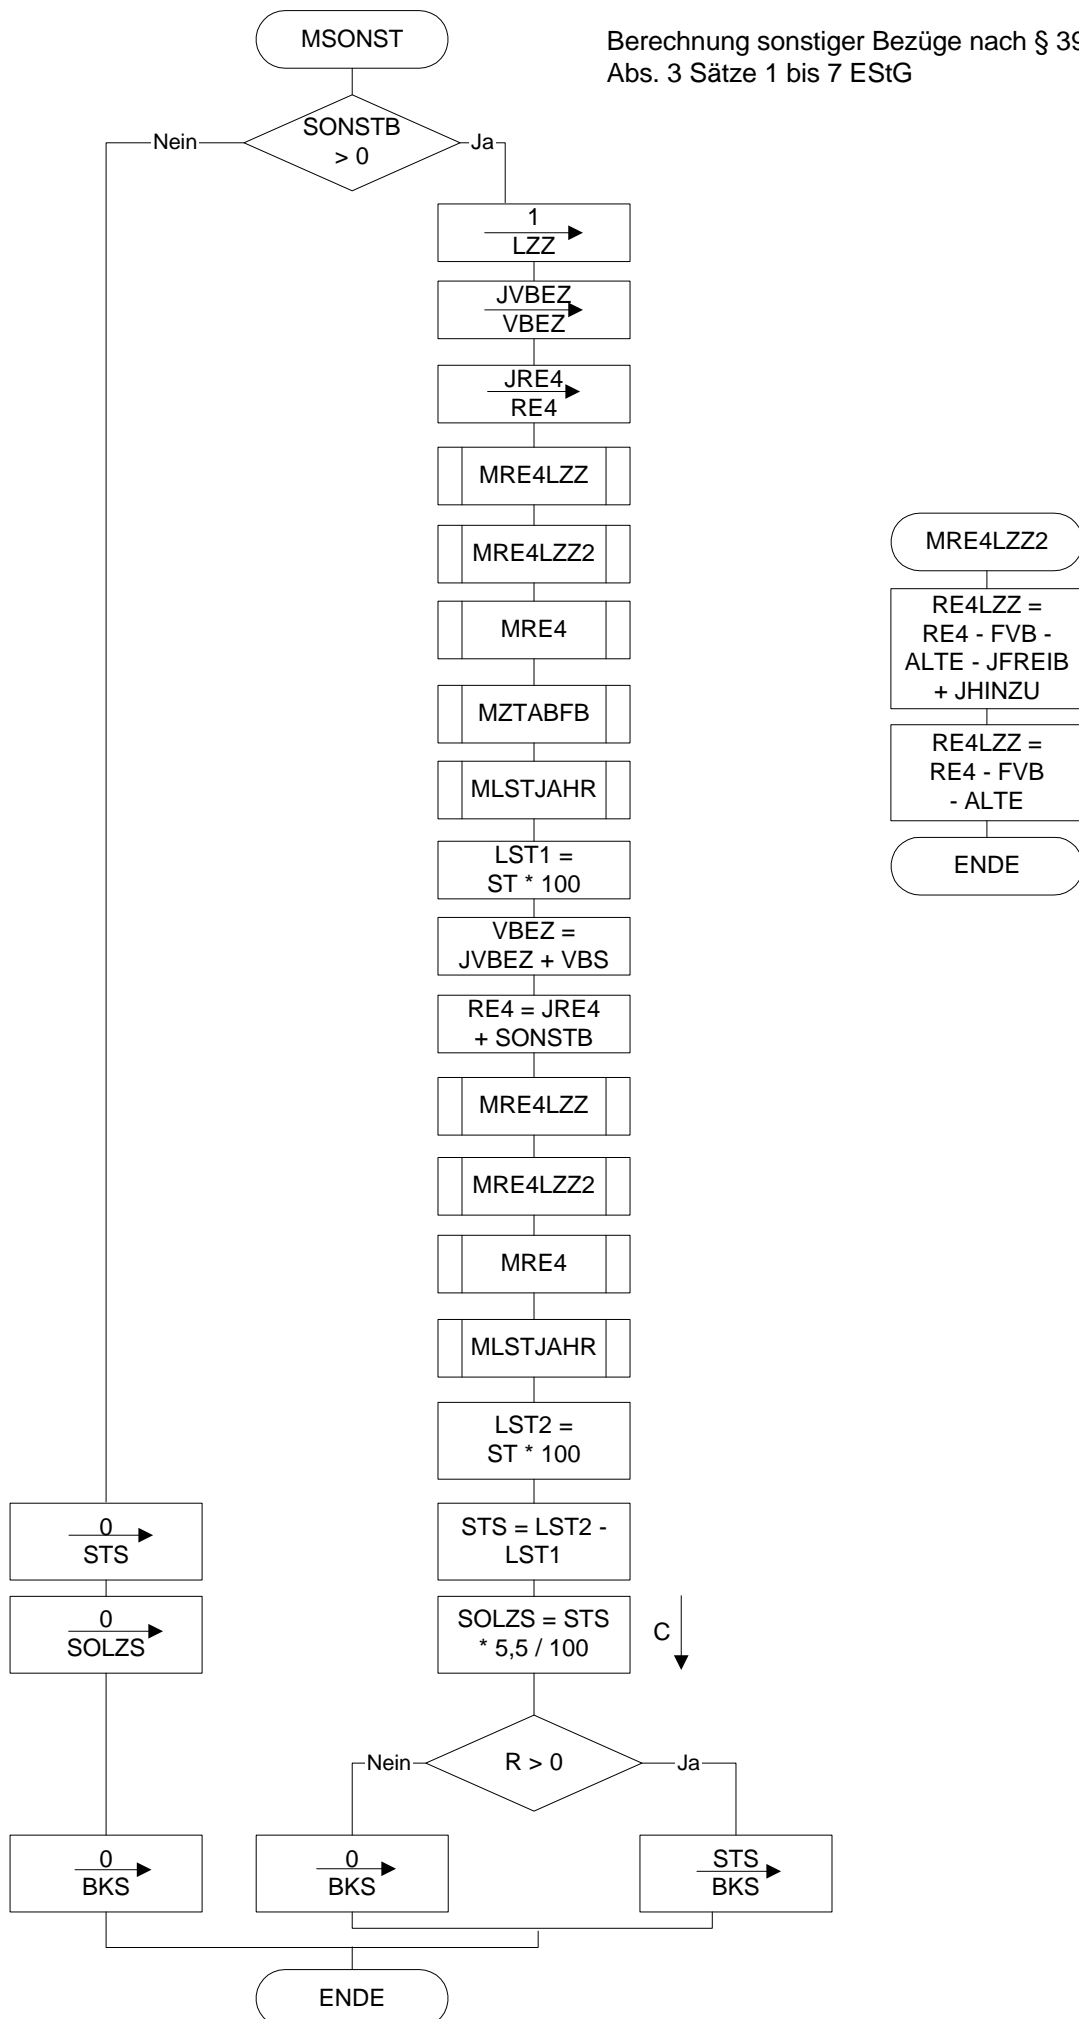 MSONST
Berechnung sonstiger Bezüge nach § 39
Abs. 3 Sätze 1 bis 7 EStG
SONSTB
> 0
Nein
Ja
1
LZZ
JVBEZ
VBEZ
JRE4
RE4
MRE4LZZ
MRE4LZZ2
MRE4
MZTABFB
MLSTJAHR
LST1 =
ST * 100
VBEZ =
JVBEZ + VBS
RE4 = JRE4
+ SONSTB
MRE4LZZ
MRE4LZZ2
MRE4
MLSTJAHR
LST2 =
ST * 100
STS = LST2 -
LST1
SOLZS = STS
* 5,5 / 100
C
R > 0
Nein
Ja
0
STS
0
SOLZS
0
BKS
0
BKS
STS
BKS
ENDE
MRE4LZZ2
RE4LZZ =
RE4 - FVB -
ALTE - JFREIB
+ JHINZU
RE4LZZ =
RE4 - FVB
- ALTE
ENDE